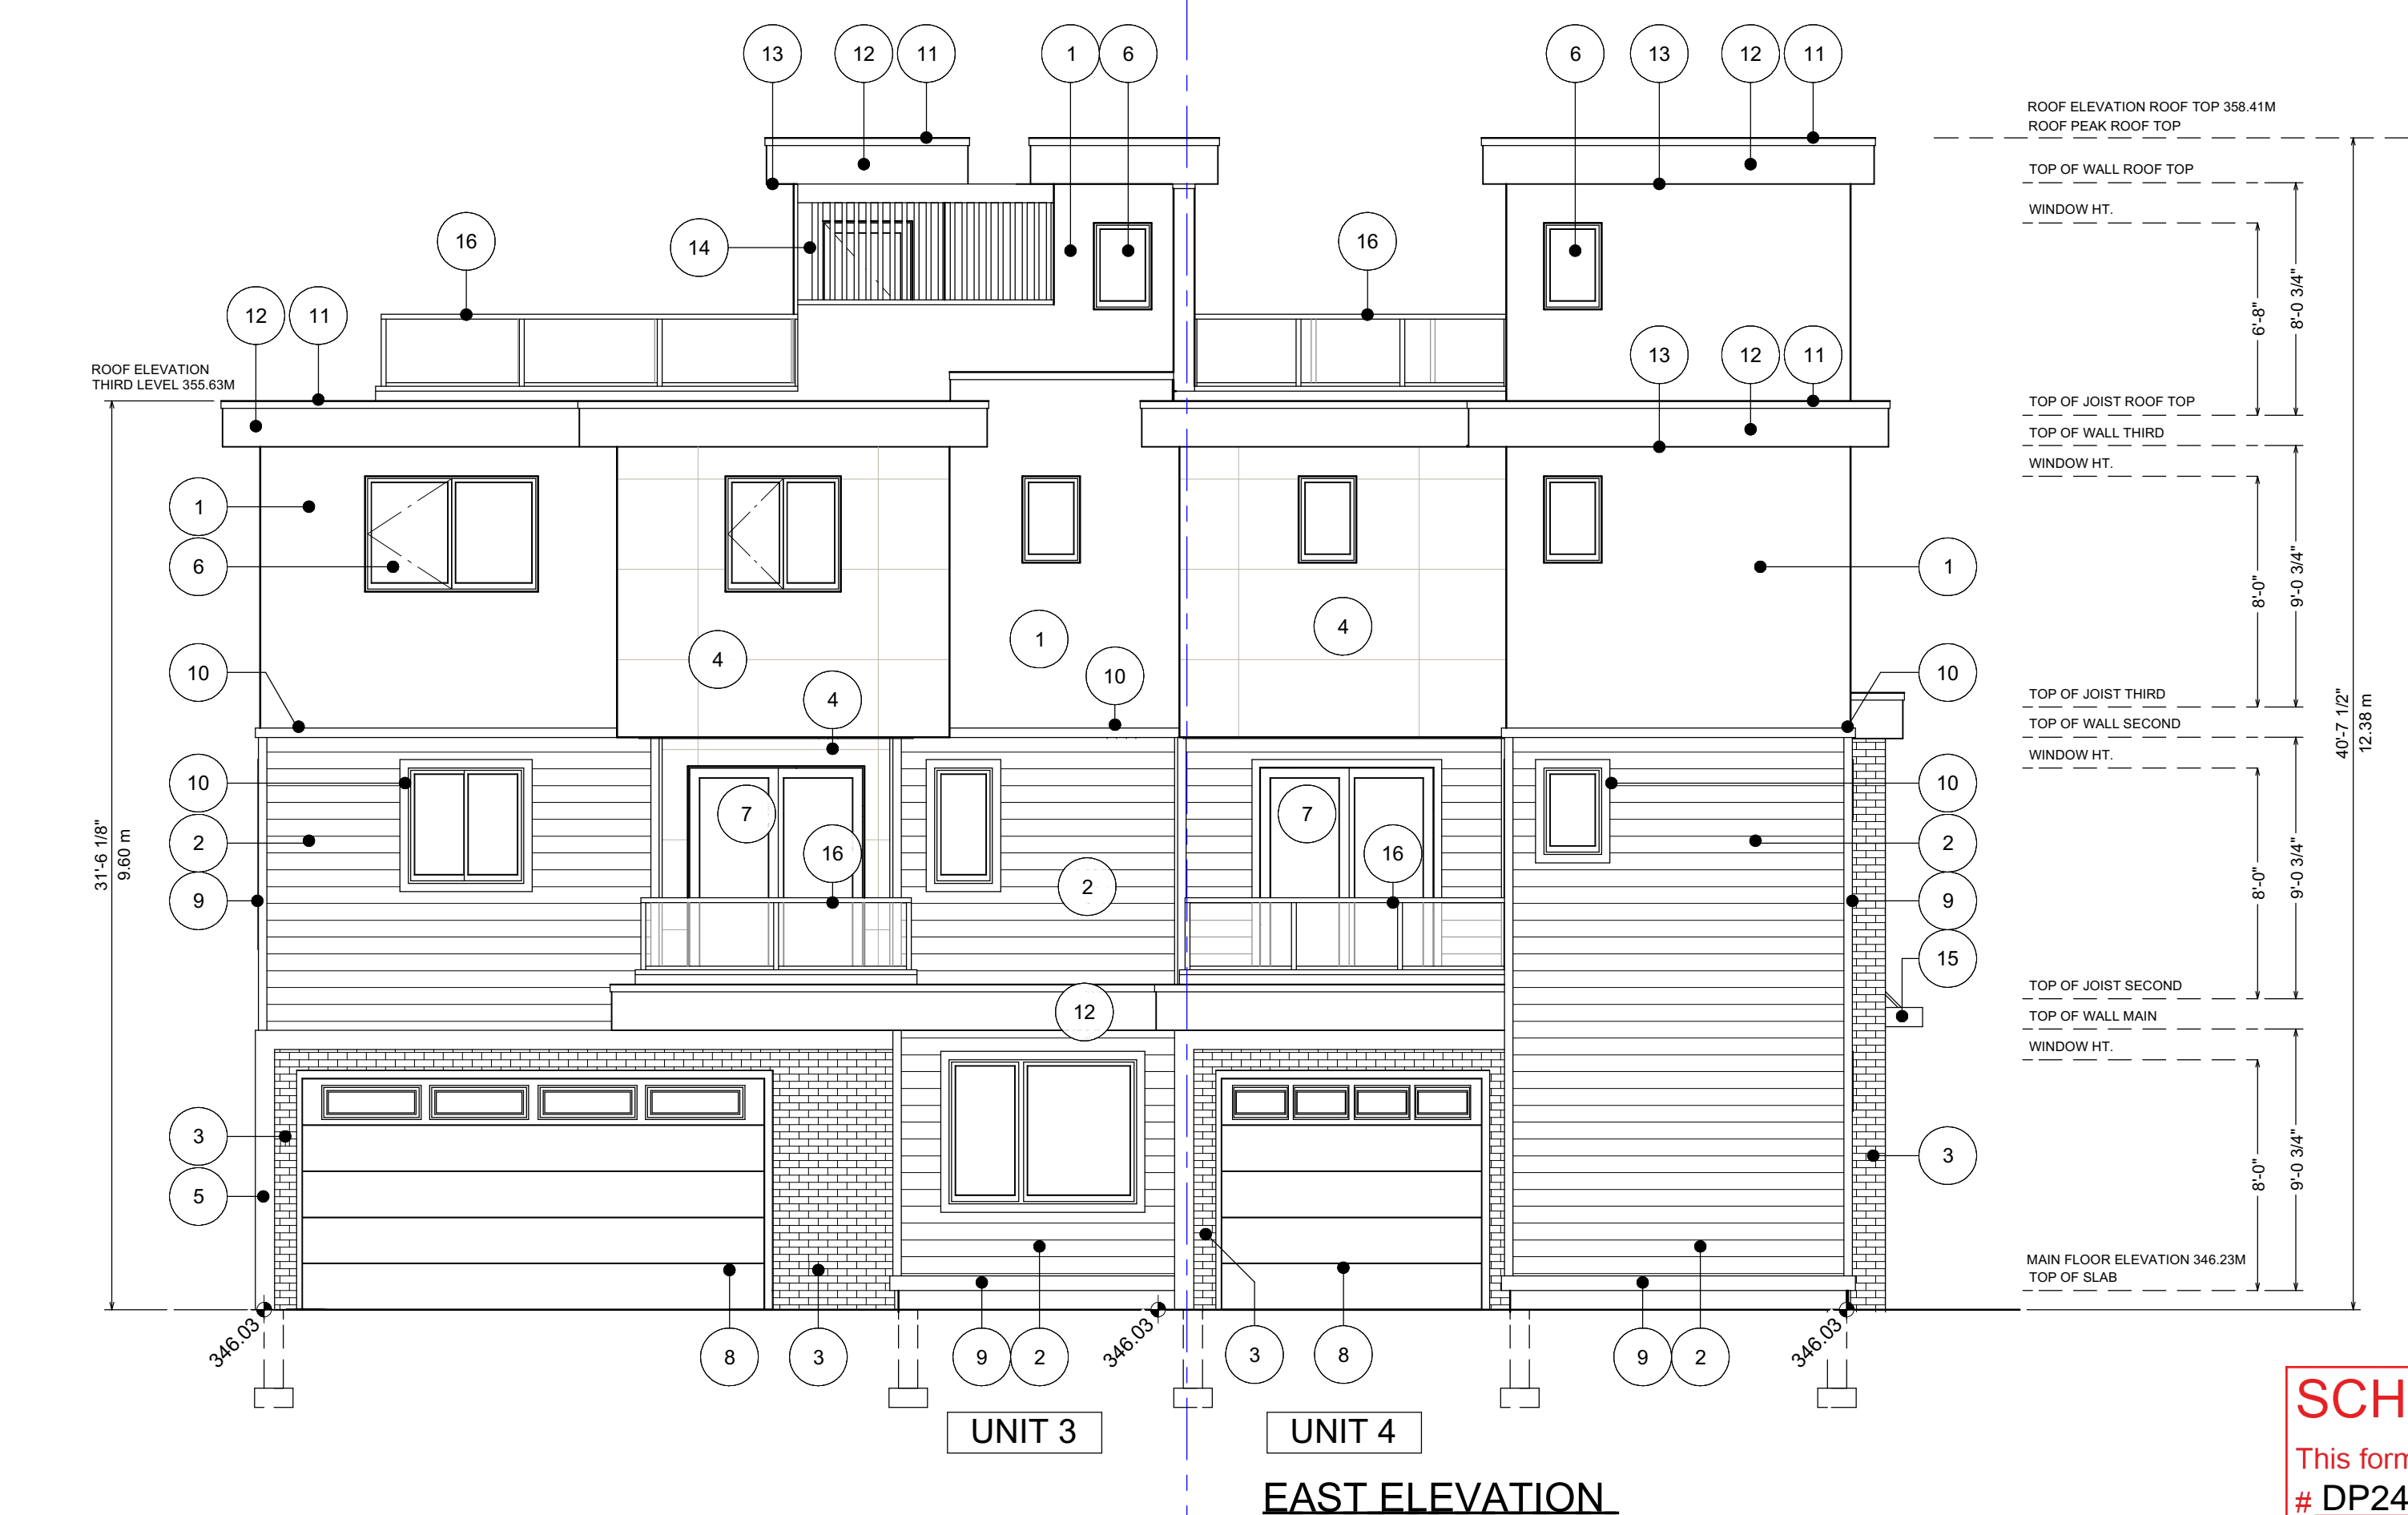 13 12 11 1 6 6 13 12 11
ROOF ELEVATION ROOF TOP 358.41M
ROOF PEAK ROOF TOP
TOP OF WALL ROOF TOP
WINDOW HT.
16 14 16
6'-8"
8'-0 3/4"
12 11 13 12 11
ROOF ELEVATION
THIRD LEVEL 355.63M
TOP OF JOIST ROOF TOP
TOP OF WALL THIRD
WINDOW HT.
1
6 1
8'-0"
9'-0 3/4"
4 1 4
10 4 10 10
TOP OF JOIST THIRD
TOP OF WALL SECOND
WINDOW HT.
40'-7 1/2"
12.38 m
10 7 7 10
2 16 16 2
31'-6 1/8"
9.60 m
9 2 9
8'-0"
9'-0 3/4"
15
12
TOP OF JOIST SECOND
TOP OF WALL MAIN
WINDOW HT.
3 3
5
8'-0"
9'-0 3/4"
MAIN FLOOR ELEVATION 346.23M
TOP OF SLAB
346.03 346.03 346.03
8 3 9 2 3 8 9 2
UNIT 3 UNIT 4
EAST ELEVATION
SCH
This form
# DP24